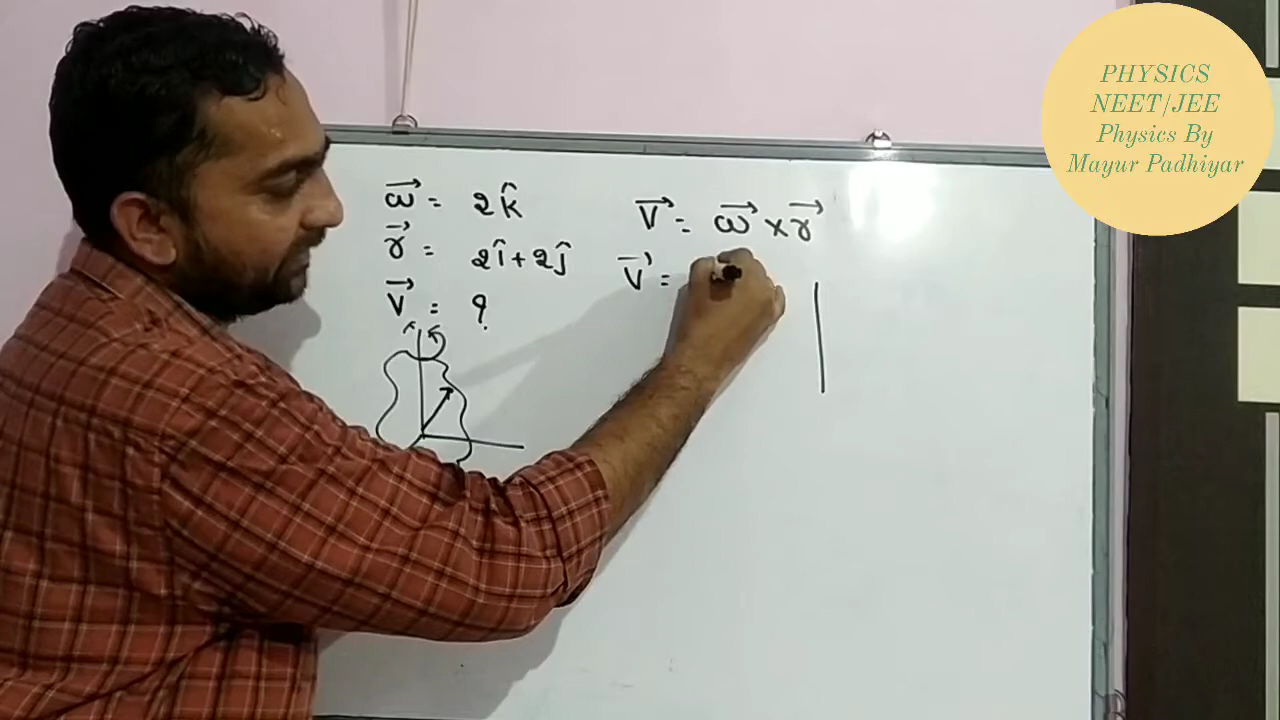 ω⃗ = 2k̂
r⃗ = 2î+2ĵ
V⃗ = ?
V⃗ = ω⃗ × r⃗
V⃗ =
PHYSICS
NEET/JEE
Physics By
Mayur Padhiyar